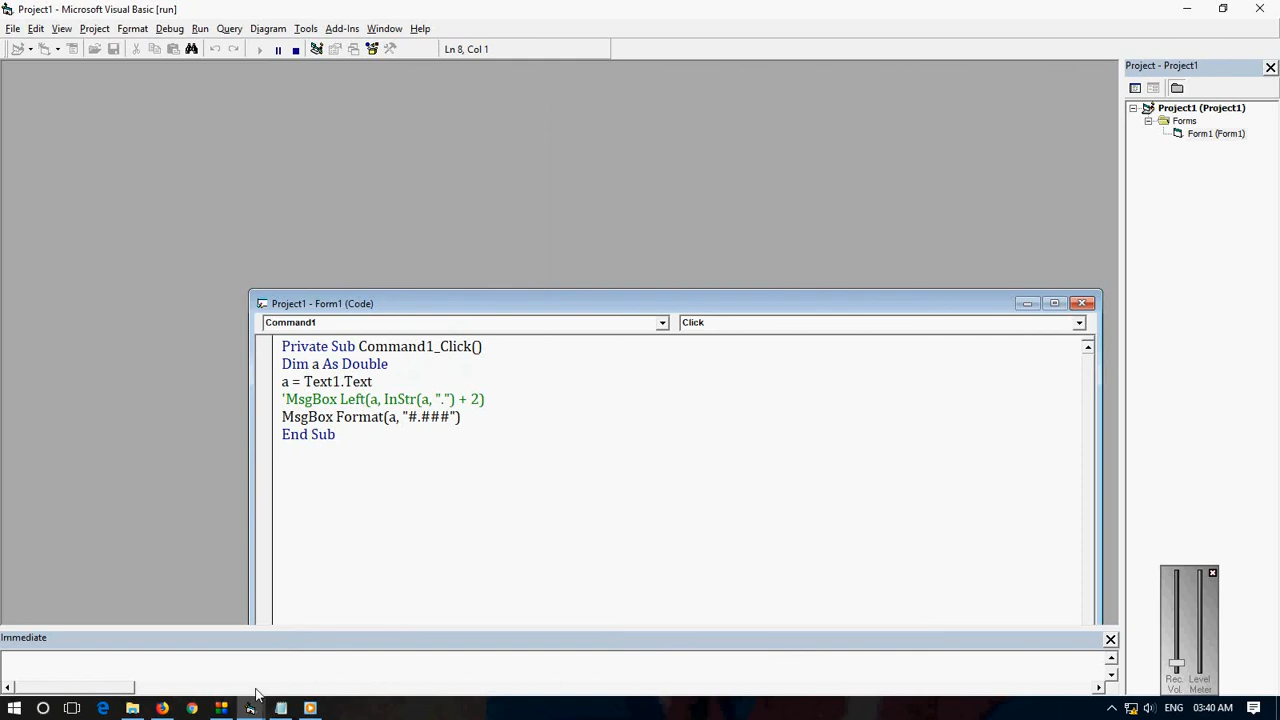 Project1 - Microsoft Visual Basic [run]
File Edit View Project Format Debug Run Query Diagram Tools Add-Ins Window Help
Ln 8, Col 1
Project - Project1
Project1 (Project1)
Forms
Form1 (Form1)
Project1 - Form1 (Code)
Command1 Click
Private Sub Command1_Click()
Dim a As Double
a = Text1.Text
'MsgBox Left(a, InStr(a, ".") + 2)
MsgBox Format(a, "#.###")
End Sub
Immediate
Rec. Level
Vol Meter
ENG 03:40 AM